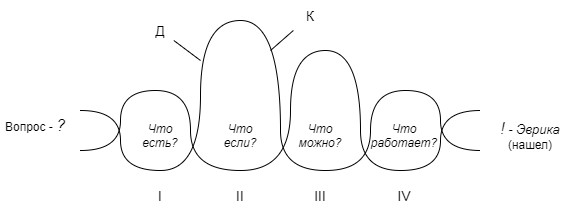 Д
К
Вопрос - ?
Что
есть?
Что
если?
Что
можно?
Что
работает?
! - Эврика
(нашел)
I
II
III
IV